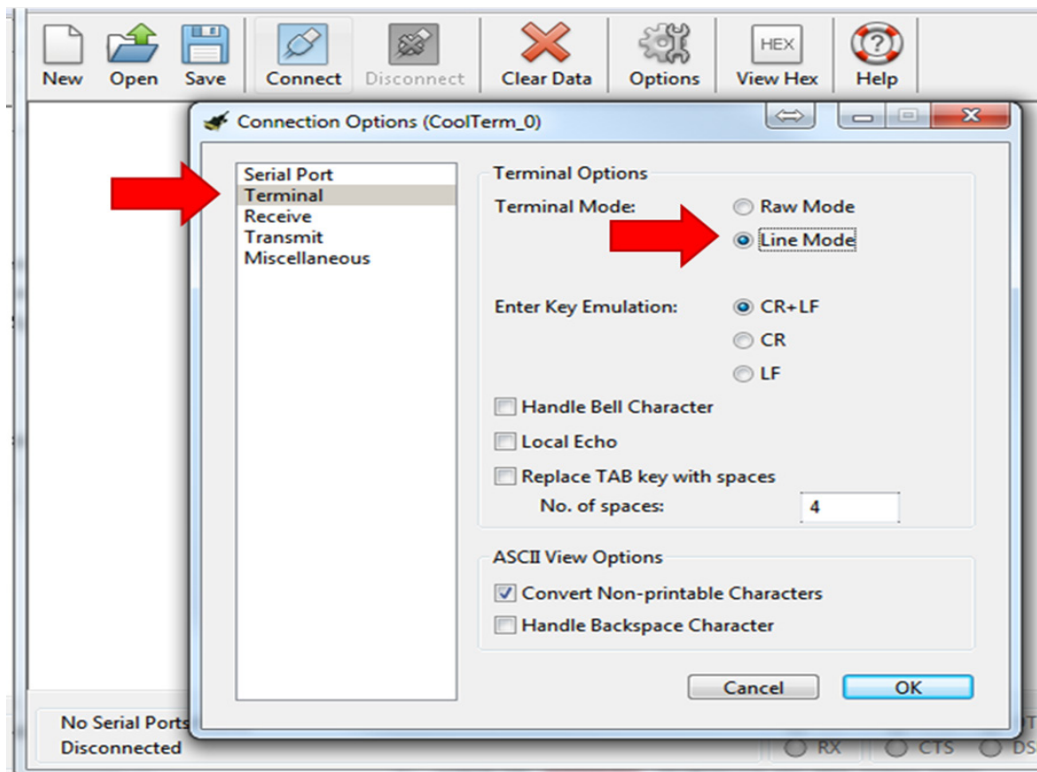 New Open Save Connect Disconnect Clear Data Options HEX View Hex Help
Connection Options (CoolTerm_0)
Serial Port
Terminal
Receive
Transmit
Miscellaneous
Terminal Options
Terminal Mode:
Raw Mode
Line Mode
Enter Key Emulation:
CR+LF
CR
LF
Handle Bell Character
Local Echo
Replace TAB key with spaces
No. of spaces: 4
ASCII View Options
Convert Non-printable Characters
Handle Backspace Character
Cancel OK
No Serial Ports
Disconnected
RX CTS